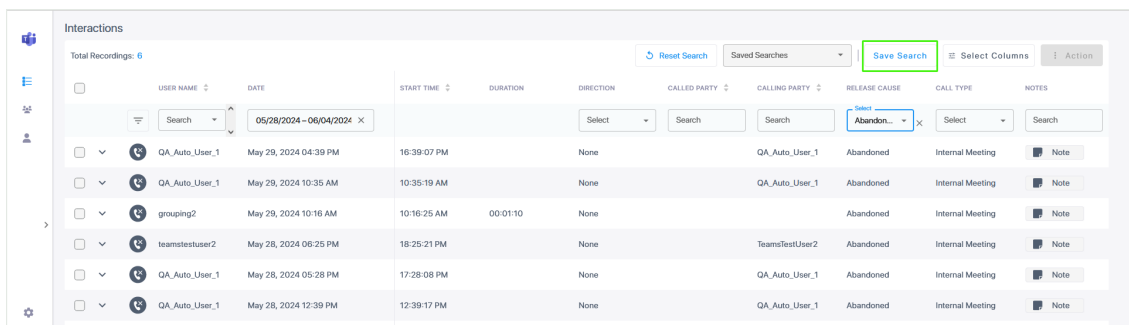 Interactions
Total Recordings: 6 Reset Search Saved Searches Save Search Select Columns Action
USER NAME DATE START TIME DURATION DIRECTION CALLED PARTY CALLING PARTY RELEASE CAUSE CALL TYPE NOTES
Select
Search 05/28/2024 – 06/04/2024 Select Search Search Abandon... Select Search
QA_Auto_User_1 May 29, 2024 04:39 PM 16:39:07 PM None QA_Auto_User_1 Abandoned Internal Meeting Note
QA_Auto_User_1 May 29, 2024 10:35 AM 10:35:19 AM None QA_Auto_User_1 Abandoned Internal Meeting Note
grouping2 May 29, 2024 10:16 AM 10:16:25 AM 00:01:10 None Abandoned Internal Meeting Note
teamstestuser2 May 28, 2024 06:25 PM 18:25:21 PM None TeamsTestUser2 Abandoned Internal Meeting Note
QA_Auto_User_1 May 28, 2024 05:28 PM 17:28:08 PM None QA_Auto_User_1 Abandoned Internal Meeting Note
QA_Auto_User_1 May 28, 2024 12:39 PM 12:39:17 PM None QA_Auto_User_1 Abandoned Internal Meeting Note